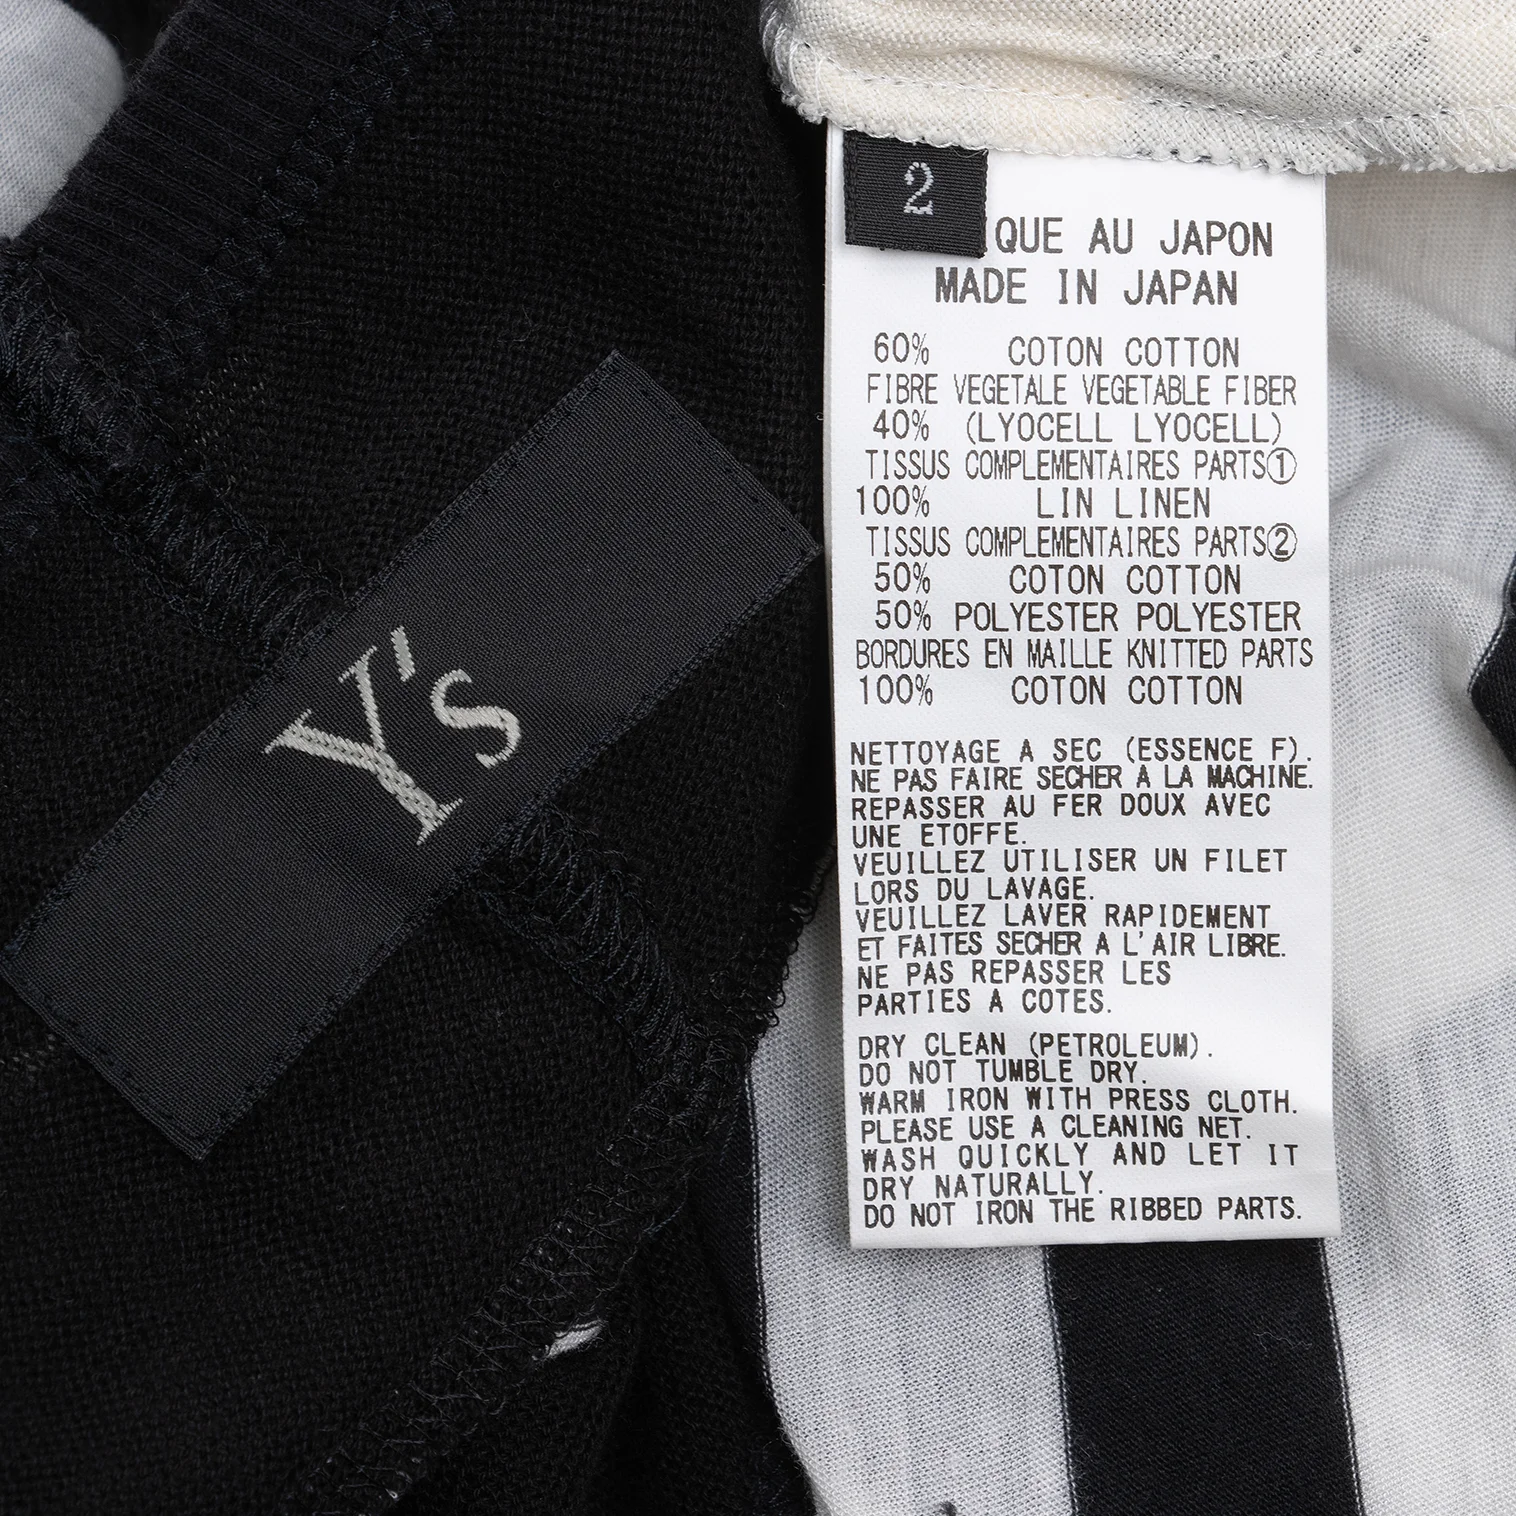 Y's
2
QUE AU JAPON
MADE IN JAPAN
60% COTON COTTON
FIBRE VEGETALE VEGETABLE FIBER
40% (LYOCELL LYOCELL)
TISSUS COMPLEMENTAIRES PARTS①
100% LIN LINEN
TISSUS COMPLEMENTAIRES PARTS②
50% COTON COTTON
50% POLYESTER POLYESTER
BORDURES EN MAILLE KNITTED PARTS
100% COTON COTTON
NETTOYAGE A SEC (ESSENCE F).
NE PAS FAIRE SECHER A LA MACHINE.
REPASSER AU FER DOUX AVEC
UNE ETOFFE.
VEUILLEZ UTILISER UN FILET
LORS DU LAVAGE.
VEUILLEZ LAVER RAPIDEMENT
ET FAITES SECHER A L'AIR LIBRE.
NE PAS REPASSER LES
PARTIES A COTES.
DRY CLEAN (PETROLEUM).
DO NOT TUMBLE DRY.
WARM IRON WITH PRESS CLOTH.
PLEASE USE A CLEANING NET.
WASH QUICKLY AND LET IT
DRY NATURALLY.
DO NOT IRON THE RIBBED PARTS.